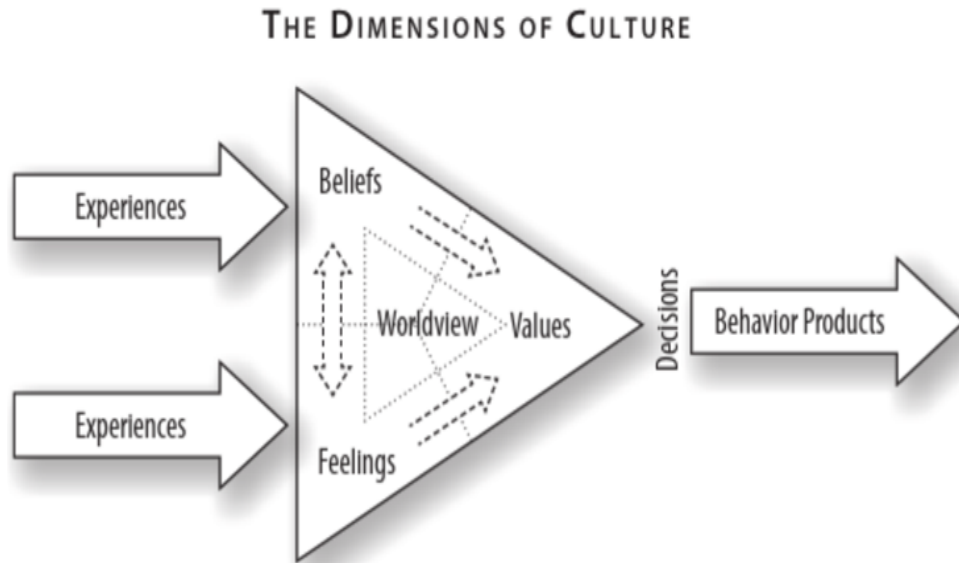 THE DIMENSIONS OF CULTURE
Experiences
Experiences
Beliefs
Worldview
Values
Feelings
Decisions
Behavior Products